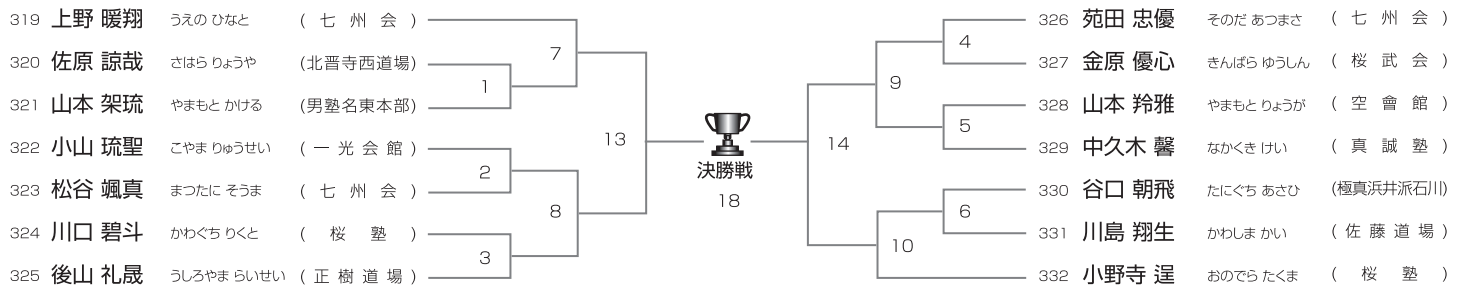 319 上野 暖翔 うえの ひなと (七州会)
320 佐原 諒哉 さはら りょうや (北晋寺西道場)
321 山本 架琉 やまもと かける (男塾名東本部)
322 小山 琉聖 こやま りゅうせい (一光会館)
323 松谷 颯真 まつたに そうま (七州会)
324 川口 碧斗 かわぐち りくと (桜塾)
325 後山 礼晟 うしろやま らいせい (正樹道場)
1
2
3
7
8
13
決勝戦
18
14
9
10
4
5
6
326 苑田 忠優 そのだ あつまさ (七州会)
327 金原 優心 きんばら ゆうしん (桜武会)
328 山本 羚雅 やまもと りょうが (空會館)
329 中久木 馨 なかくき けい (真誠塾)
330 谷口 朝飛 たにぐち あさひ (極真浜井派石川)
331 川島 翔生 かわしま かい (佐藤道場)
332 小野寺 逞 おのでら たくま (桜塾)